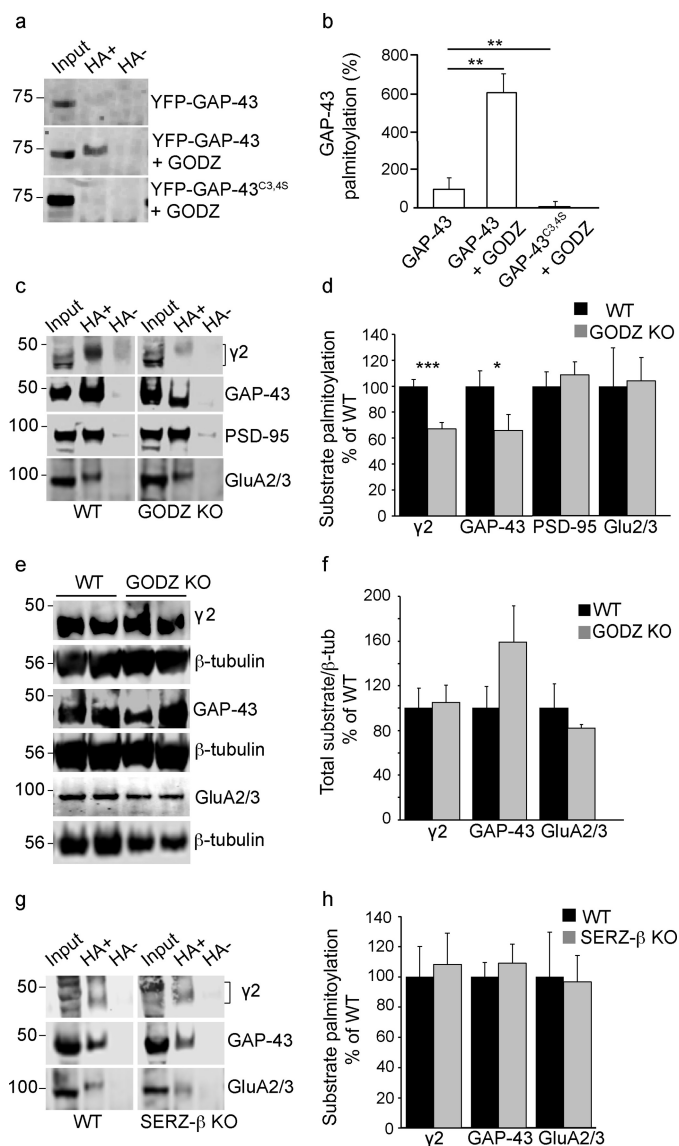 a
Input HA+ HA-
75 YFP-GAP-43
75 YFP-GAP-43 + GODZ
75 YFP-GAP-43C3,4S + GODZ
b
GAP-43 palmitoylation (%)
800
600
400
200
0
**
**
GAP-43
GAP-43 + GODZ
GAP-43C3,4S + GODZ
c
Input HA+ HA- Input HA+ HA-
50 γ2
50 GAP-43
100 PSD-95
100 GluA2/3
WT GODZ KO
d
WT
GODZ KO
Substrate palmitoylation % of WT
140
120
100
80
60
40
20
0
*** *
γ2 GAP-43 PSD-95 Glu2/3
e
WT GODZ KO
50 γ2
56 β-tubulin
50 GAP-43
56 β-tubulin
100 GluA2/3
56 β-tubulin
f
WT
GODZ KO
Total substrate/β-tub % of WT
200
160
120
80
40
0
γ2 GAP-43 GluA2/3
g
Input HA+ HA- Input HA+ HA-
50 γ2
50 GAP-43
100 GluA2/3
WT SERZ-β KO
h
WT
SERZ-β KO
Substrate palmitoylation % of WT
140
120
100
80
60
40
20
0
γ2 GAP-43 GluA2/3